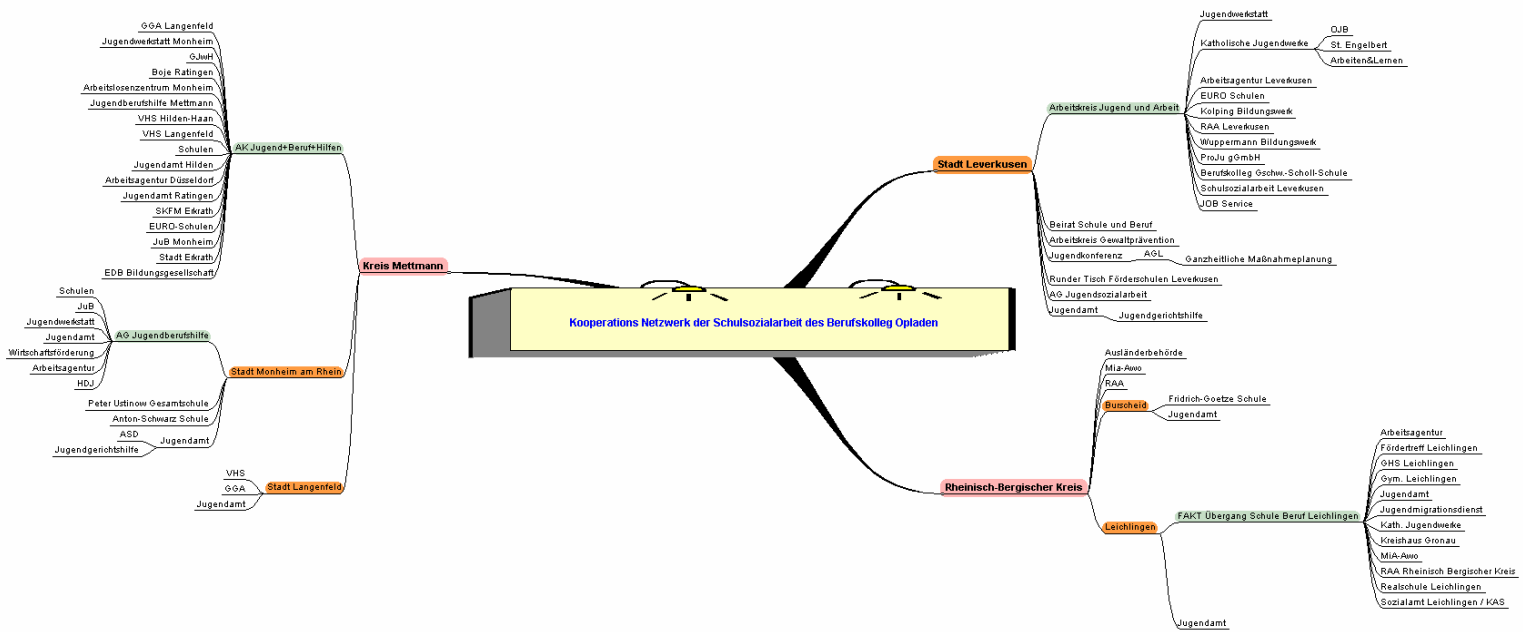 Kooperations Netzwerk der Schulsozialarbeit des Berufskolleg Opladen
Kreis Mettmann
AK Jugend+Beruf+Hilfen
GGA Langenfeld
Jugendwerkstatt Monheim
GJwH
Boje Ratingen
Arbeitslosenzentrum Monheim
Jugendberufshilfe Mettmann
VHS Hilden-Haan
VHS Langenfeld
Schulen
Jugendamt Hilden
Arbeitsagentur Düsseldorf
Jugendamt Ratingen
SKFM Erkrath
EURO-Schulen
JuB Monheim
Stadt Erkrath
EDB Bildungsgesellschaft
Stadt Monheim am Rhein
AG Jugendberufshilfe
Schulen
JuB
Jugendwerkstatt
Jugendamt
Wirtschaftsförderung
Arbeitsagentur
HDJ
Peter Ustinow Gesamtschule
Anton-Schwarz Schule
Jugendamt
ASD
Jugendgerichtshilfe
Stadt Langenfeld
VHS
GGA
Jugendamt
Stadt Leverkusen
Arbeitskreis Jugend und Arbeit
Jugendwerkstatt
Katholische Jugendwerke
OJB
St. Engelbert
Arbeiten&Lernen
Arbeitsagentur Leverkusen
EURO Schulen
Kolping Bildungswerk
RAA Leverkusen
Wuppermann Bildungswerk
ProJu gGmbH
Berufskolleg Gschw.-Scholl-Schule
Schulsozialarbeit Leverkusen
JOB Service
Beirat Schule und Beruf
Arbeitskreis Gewaltprävention
Jugendkonferenz
AGL
Ganzheitliche Maßnahmeplanung
Runder Tisch Förderschulen Leverkusen
AG Jugendsozialarbeit
Jugendamt
Jugendgerichtshilfe
Rheinisch-Bergischer Kreis
Ausländerbehörde
Mia-Awo
RAA
Burscheid
Fridrich-Goetze Schule
Jugendamt
Leichlingen
FAKT Übergang Schule Beruf Leichlingen
Arbeitsagentur
Fördertreff Leichlingen
GHS Leichlingen
Gym. Leichlingen
Jugendamt
Jugendmigrationsdienst
Kath. Jugendwerke
Kreishaus Gronau
MiA-Awo
RAA Rheinisch Bergischer Kreis
Realschule Leichlingen
Sozialamt Leichlingen / KAS
Jugendamt